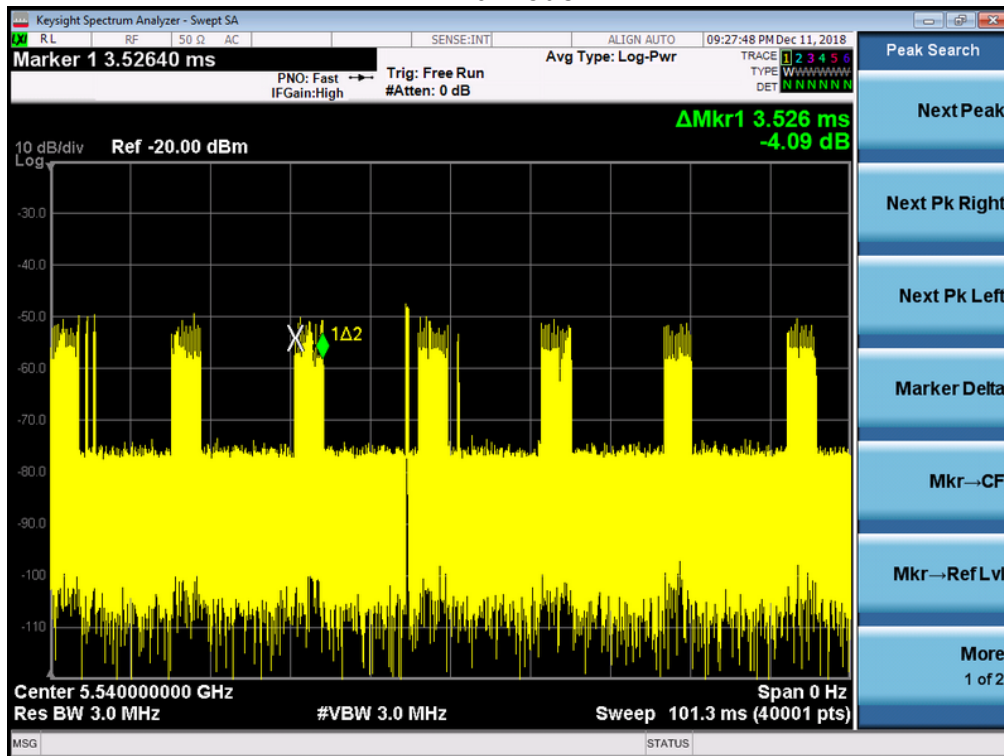 Keysight Spectrum Analyzer - Swept SA
LXI RL RF 50 Ω AC SENSE:INT ALIGN AUTO 09:27:48 PM Dec 11, 2018
Marker 1 3.52640 ms
PNO: Fast
IFGain:High
Trig: Free Run
#Atten: 0 dB
Avg Type: Log-Pwr
TRACE 1 2 3 4 5 6
TYPE WWWWWW
DET N N N N N N
ΔMkr1 3.526 ms
-4.09 dB
10 dB/div Ref -20.00 dBm
Log
-30.0
-40.0
-50.0
1Δ2
-60.0
-70.0
-80.0
-90.0
-100
-110
Center 5.540000000 GHz Span 0 Hz
Res BW 3.0 MHz #VBW 3.0 MHz Sweep 101.3 ms (40001 pts)
MSG STATUS
Peak Search
Next Peak
Next Pk Right
Next Pk Left
Marker Delta
Mkr→CF
Mkr→Ref Lvl
More
1 of 2